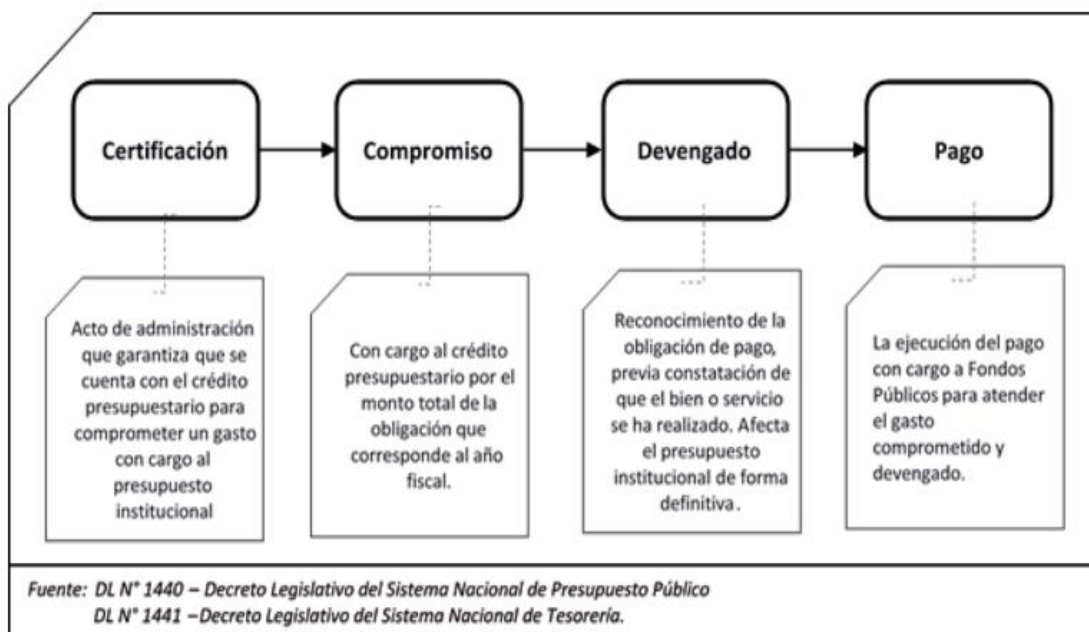 Certificación
Compromiso
Devengado
Pago
Acto de administración
que garantiza que se
cuenta con el crédito
presupuestario para
comprometer un gasto
con cargo al
presupuesto
institucional
Con cargo al crédito
presupuestario por el
monto total de la
obligación que
corresponde al año
fiscal.
Reconocimiento de la
obligación de pago,
previa constatación de
que el bien o servicio
se ha realizado. Afecta
el presupuesto
institucional de forma
definitiva.
La ejecución del pago
con cargo a Fondos
Públicos para atender
el gasto
comprometido y
devengado.
Fuente: DL N° 1440 – Decreto Legislativo del Sistema Nacional de Presupuesto Público
DL N° 1441 –Decreto Legislativo del Sistema Nacional de Tesorería.